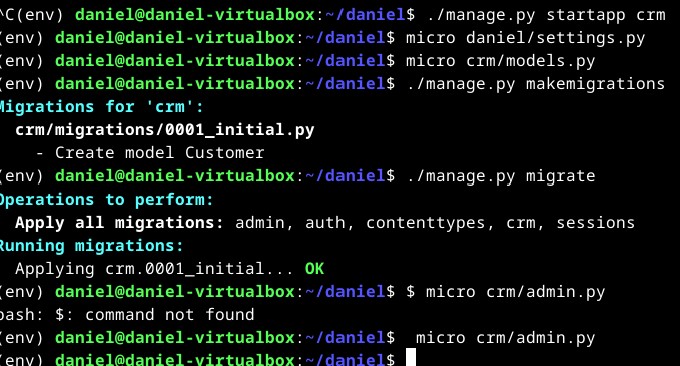 ^C(env) daniel@daniel-virtualbox:~/daniel$ ./manage.py startapp crm
(env) daniel@daniel-virtualbox:~/daniel$ micro daniel/settings.py
(env) daniel@daniel-virtualbox:~/daniel$ micro crm/models.py
(env) daniel@daniel-virtualbox:~/daniel$ ./manage.py makemigrations
Migrations for 'crm':
  crm/migrations/0001_initial.py
    - Create model Customer
(env) daniel@daniel-virtualbox:~/daniel$ ./manage.py migrate
Operations to perform:
  Apply all migrations: admin, auth, contenttypes, crm, sessions
Running migrations:
  Applying crm.0001_initial... OK
(env) daniel@daniel-virtualbox:~/daniel$ $ micro crm/admin.py
bash: $: command not found
(env) daniel@daniel-virtualbox:~/daniel$  micro crm/admin.py
(env) daniel@daniel-virtualbox:~/daniel$